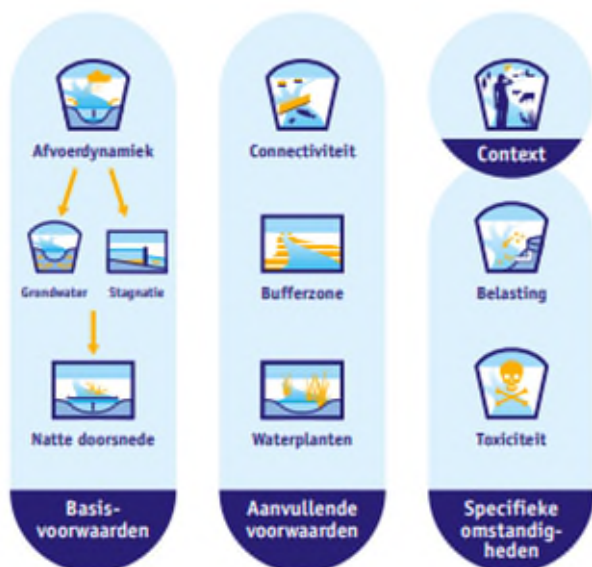 Afvoerdynamiek
Grondwater
Stagnatie
Natte doorsnede
Basis-
voorwaarden
Connectiviteit
Bufferzone
Waterplanten
Aanvullende
voorwaarden
Context
Belasting
Toxiciteit
Specifieke
omstandig-
heden